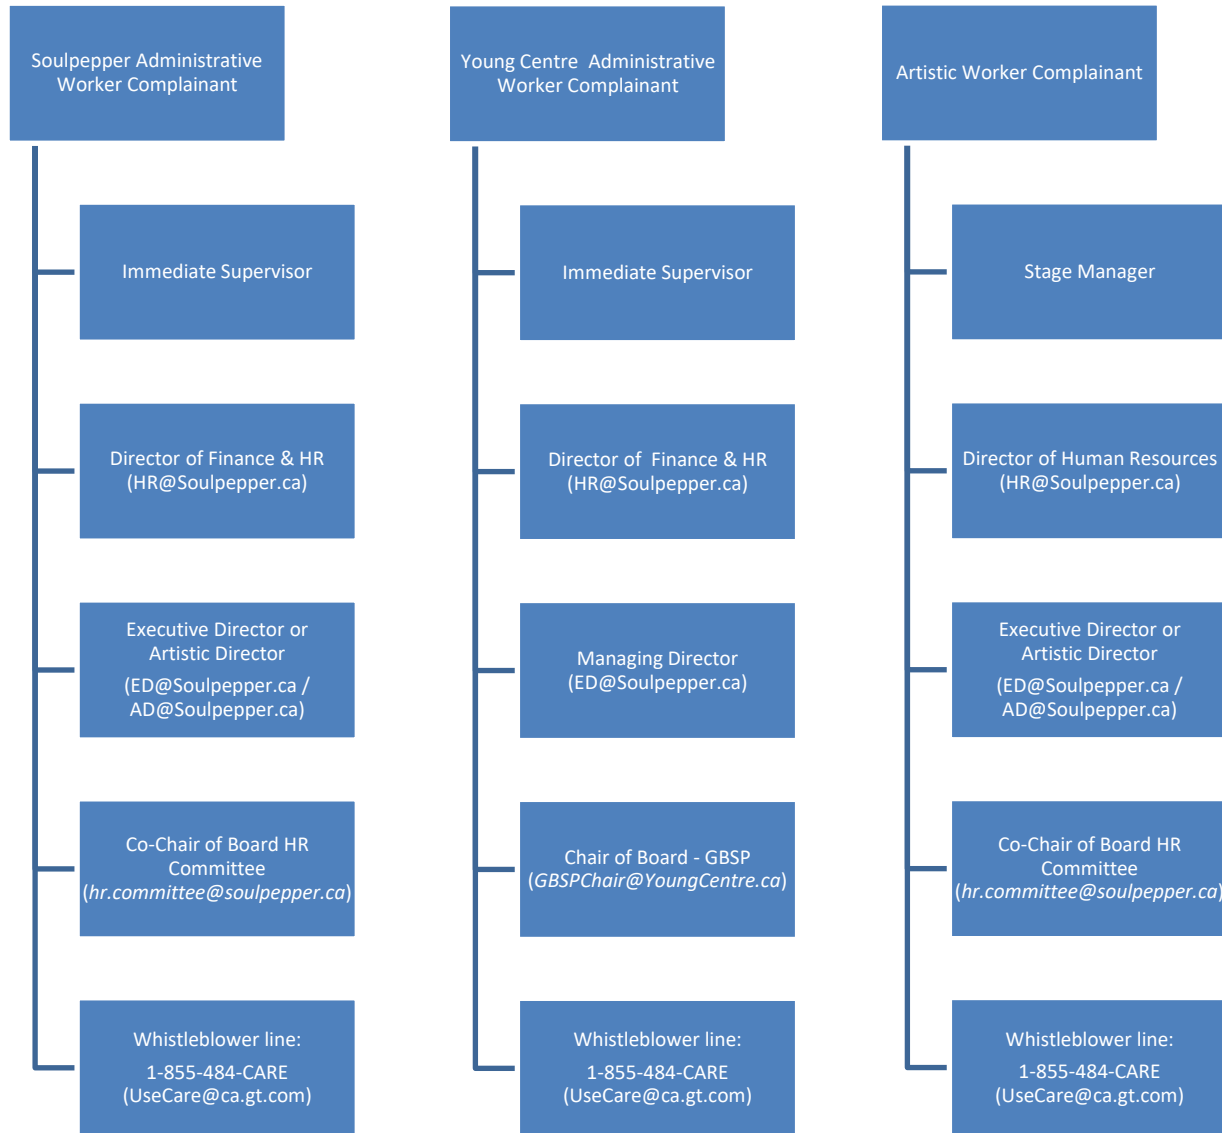 Soulpepper Administrative
Worker Complainant
Immediate Supervisor
Director of Finance & HR
(HR@Soulpepper.ca)
Executive Director or
Artistic Director
(ED@Soulpepper.ca /
AD@Soulpepper.ca)
Co-Chair of Board HR
Committee
(hr.committee@soulpepper.ca)
Whistleblower line:
1-855-484-CARE
(UseCare@ca.gt.com)
Young Centre  Administrative
Worker Complainant
Immediate Supervisor
Director of  Finance & HR
(HR@Soulpepper.ca)
Managing Director
(ED@Soulpepper.ca)
Chair of Board - GBSP
(GBSPChair@YoungCentre.ca)
Whistleblower line:
1-855-484-CARE
(UseCare@ca.gt.com)
Artistic Worker Complainant
Stage Manager
Director of Human Resources
(HR@Soulpepper.ca)
Executive Director or
Artistic Director
(ED@Soulpepper.ca /
AD@Soulpepper.ca)
Co-Chair of Board HR
Committee
(hr.committee@soulpepper.ca)
Whistleblower line:
1-855-484-CARE
(UseCare@ca.gt.com)